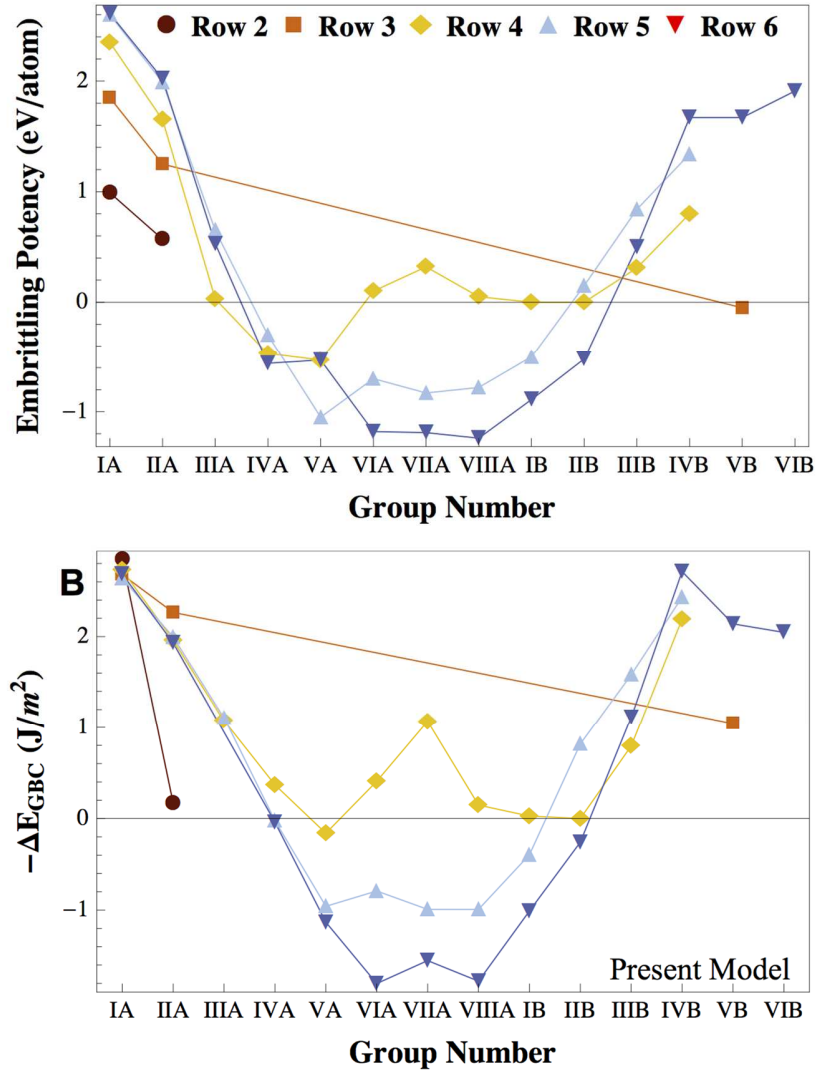 Row 2 Row 3 Row 4 Row 5 Row 6
Embrittling Potency (eV/atom)
2
1
0
−1
IA IIA IIIA IVA VA VIA VIIA VIIIA IB IIB IIIB IVB VB VIB
Group Number
B
−ΔE_GBC (J/m²)
2
1
0
−1
Present Model
IA IIA IIIA IVA VA VIA VIIA VIIIA IB IIB IIIB IVB VB VIB
Group Number